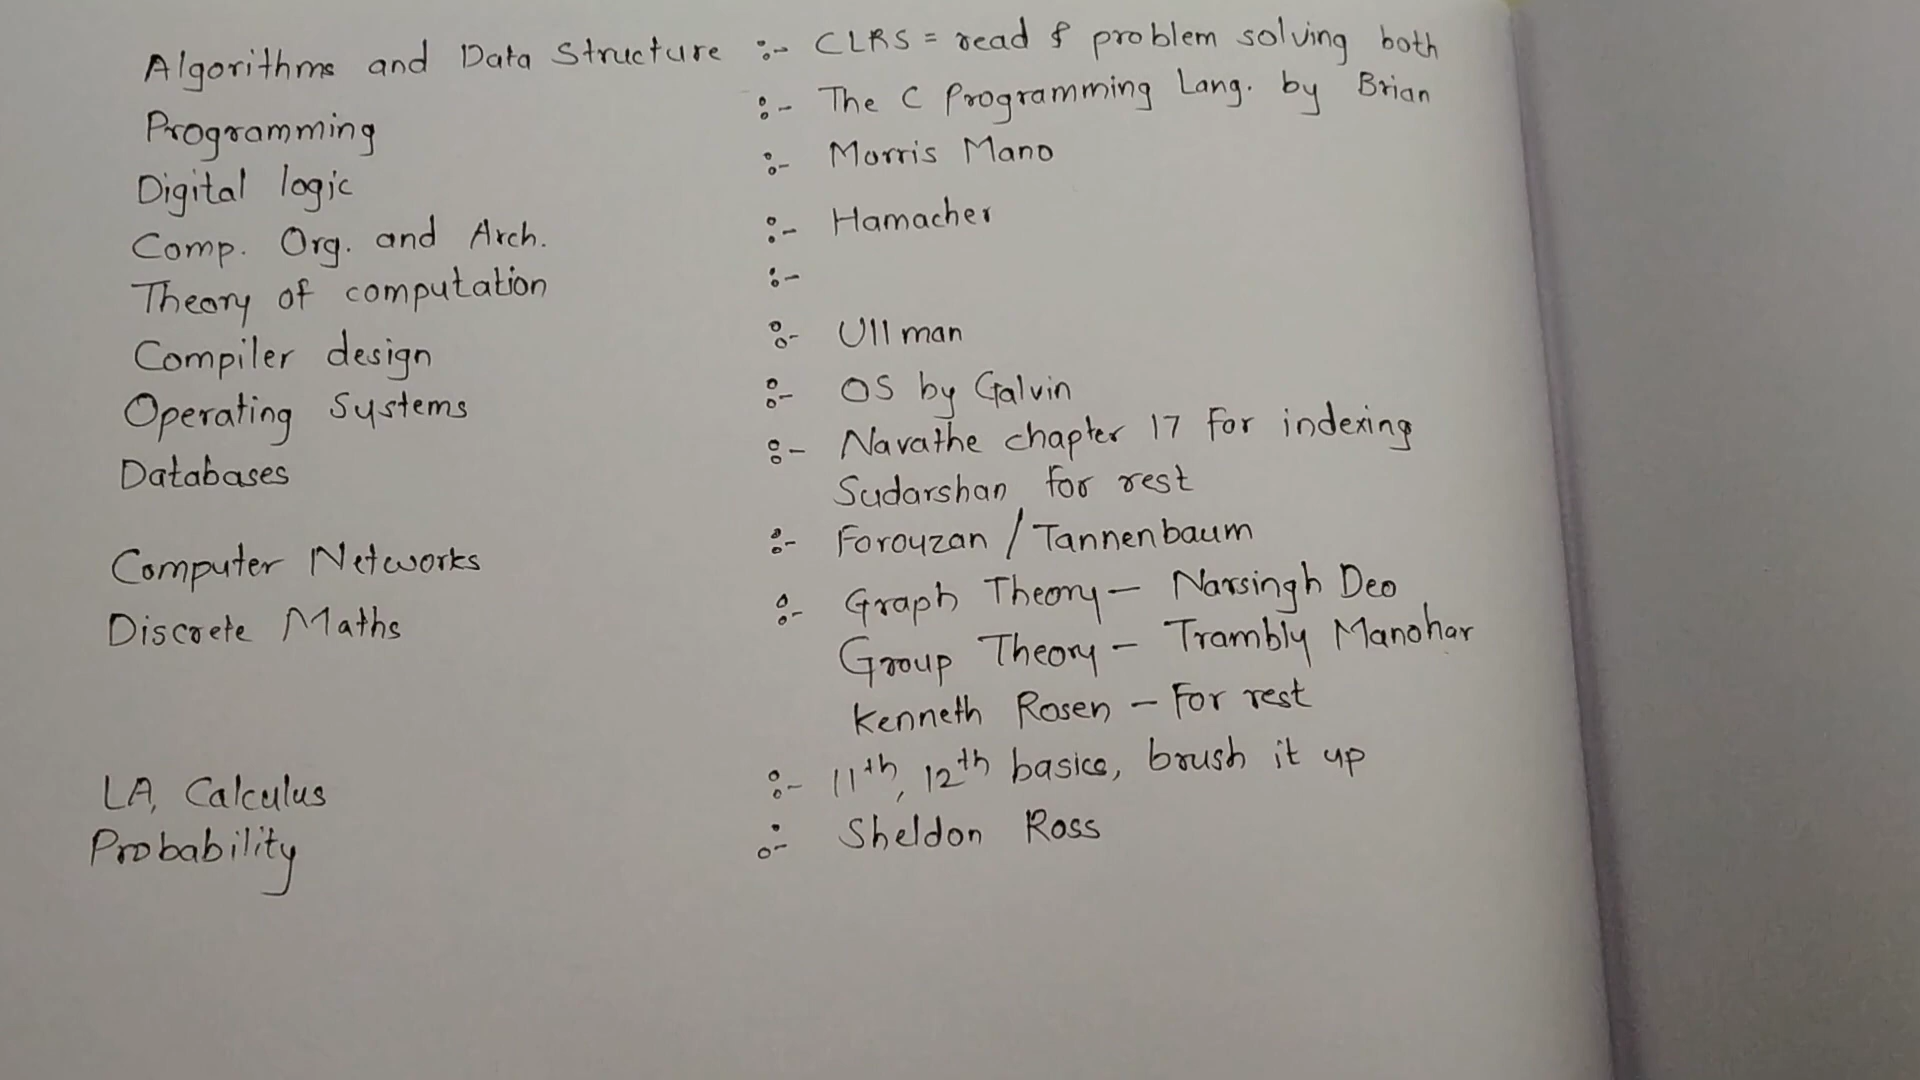 Algorithms and Data Structure :- CLRS = read & problem solving both
Programming :- The C Programming Lang. by Brian
Digital logic :- Morris Mano
Comp. Org. and Arch. :- Hamacher
Theory of computation :-
Compiler design :- Ullman
Operating Systems :- OS by Galvin
Databases :- Navathe chapter 17 for indexing
Sudarshan for rest
Computer Networks :- Forouzan / Tannenbaum
Discrete Maths :- Graph Theory - Narsingh Deo
Group Theory - Trambly Manohar
Kenneth Rosen - For rest
LA, Calculus :- 11th, 12th basics, brush it up
Probability :- Sheldon Ross